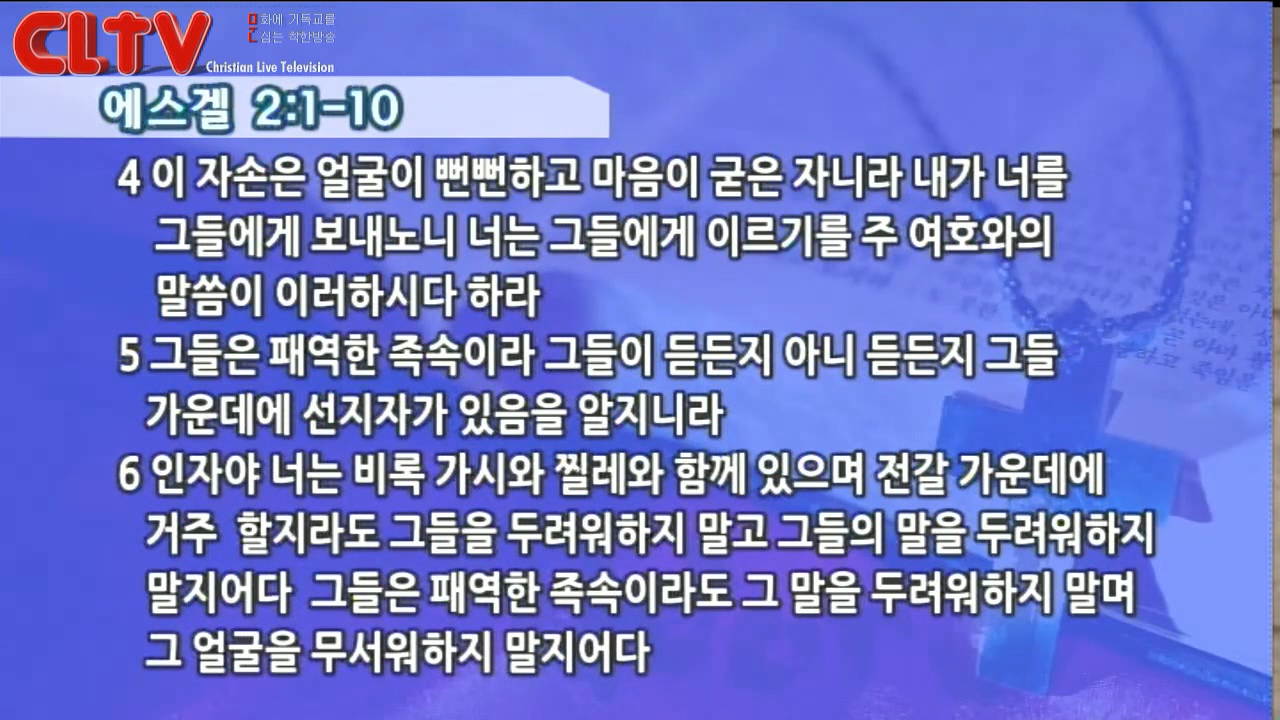 CLTV
문화에 기독교를
심는 착한방송
Christian Live Television
에스겔 2:1-10
4 이 자손은 얼굴이 뻔뻔하고 마음이 굳은 자니라 내가 너를
그들에게 보내노니 너는 그들에게 이르기를 주 여호와의
말씀이 이러하시다 하라
5 그들은 패역한 족속이라 그들이 듣든지 아니 듣든지 그들
가운데에 선지자가 있음을 알지니라
6 인자야 너는 비록 가시와 찔레와 함께 있으며 전갈 가운데에
거주 할지라도 그들을 두려워하지 말고 그들의 말을 두려워하지
말지어다 그들은 패역한 족속이라도 그 말을 두려워하지 말며
그 얼굴을 무서워하지 말지어다